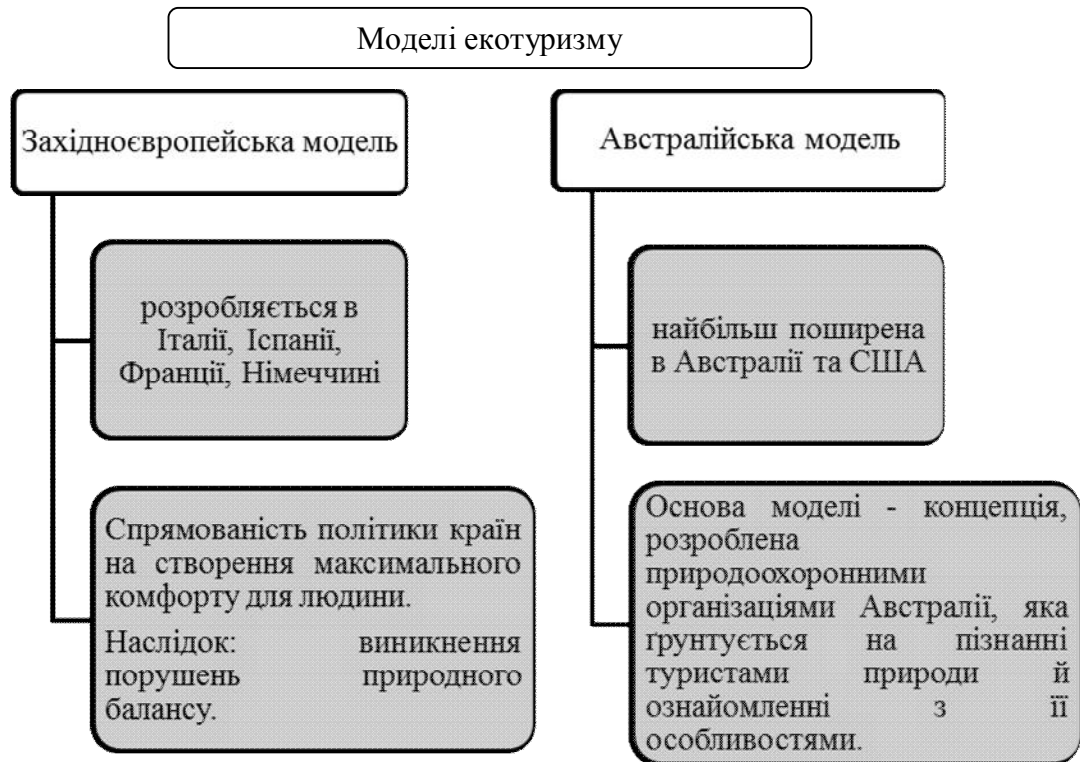 Моделі екотуризму
Західноєвропейська модель
розробляється в
Італії, Іспанії,
Франції, Німеччині
Спрямованість політики країн
на створення максимального
комфорту для людини.
Наслідок: виникнення
порушень природного
балансу.
Австралійська модель
найбільш поширена
в Австралії та США
Основа моделі - концепція,
розроблена
природоохоронними
організаціями Австралії, яка
ґрунтується на пізнанні
туристами природи й
ознайомленні з її
особливостями.